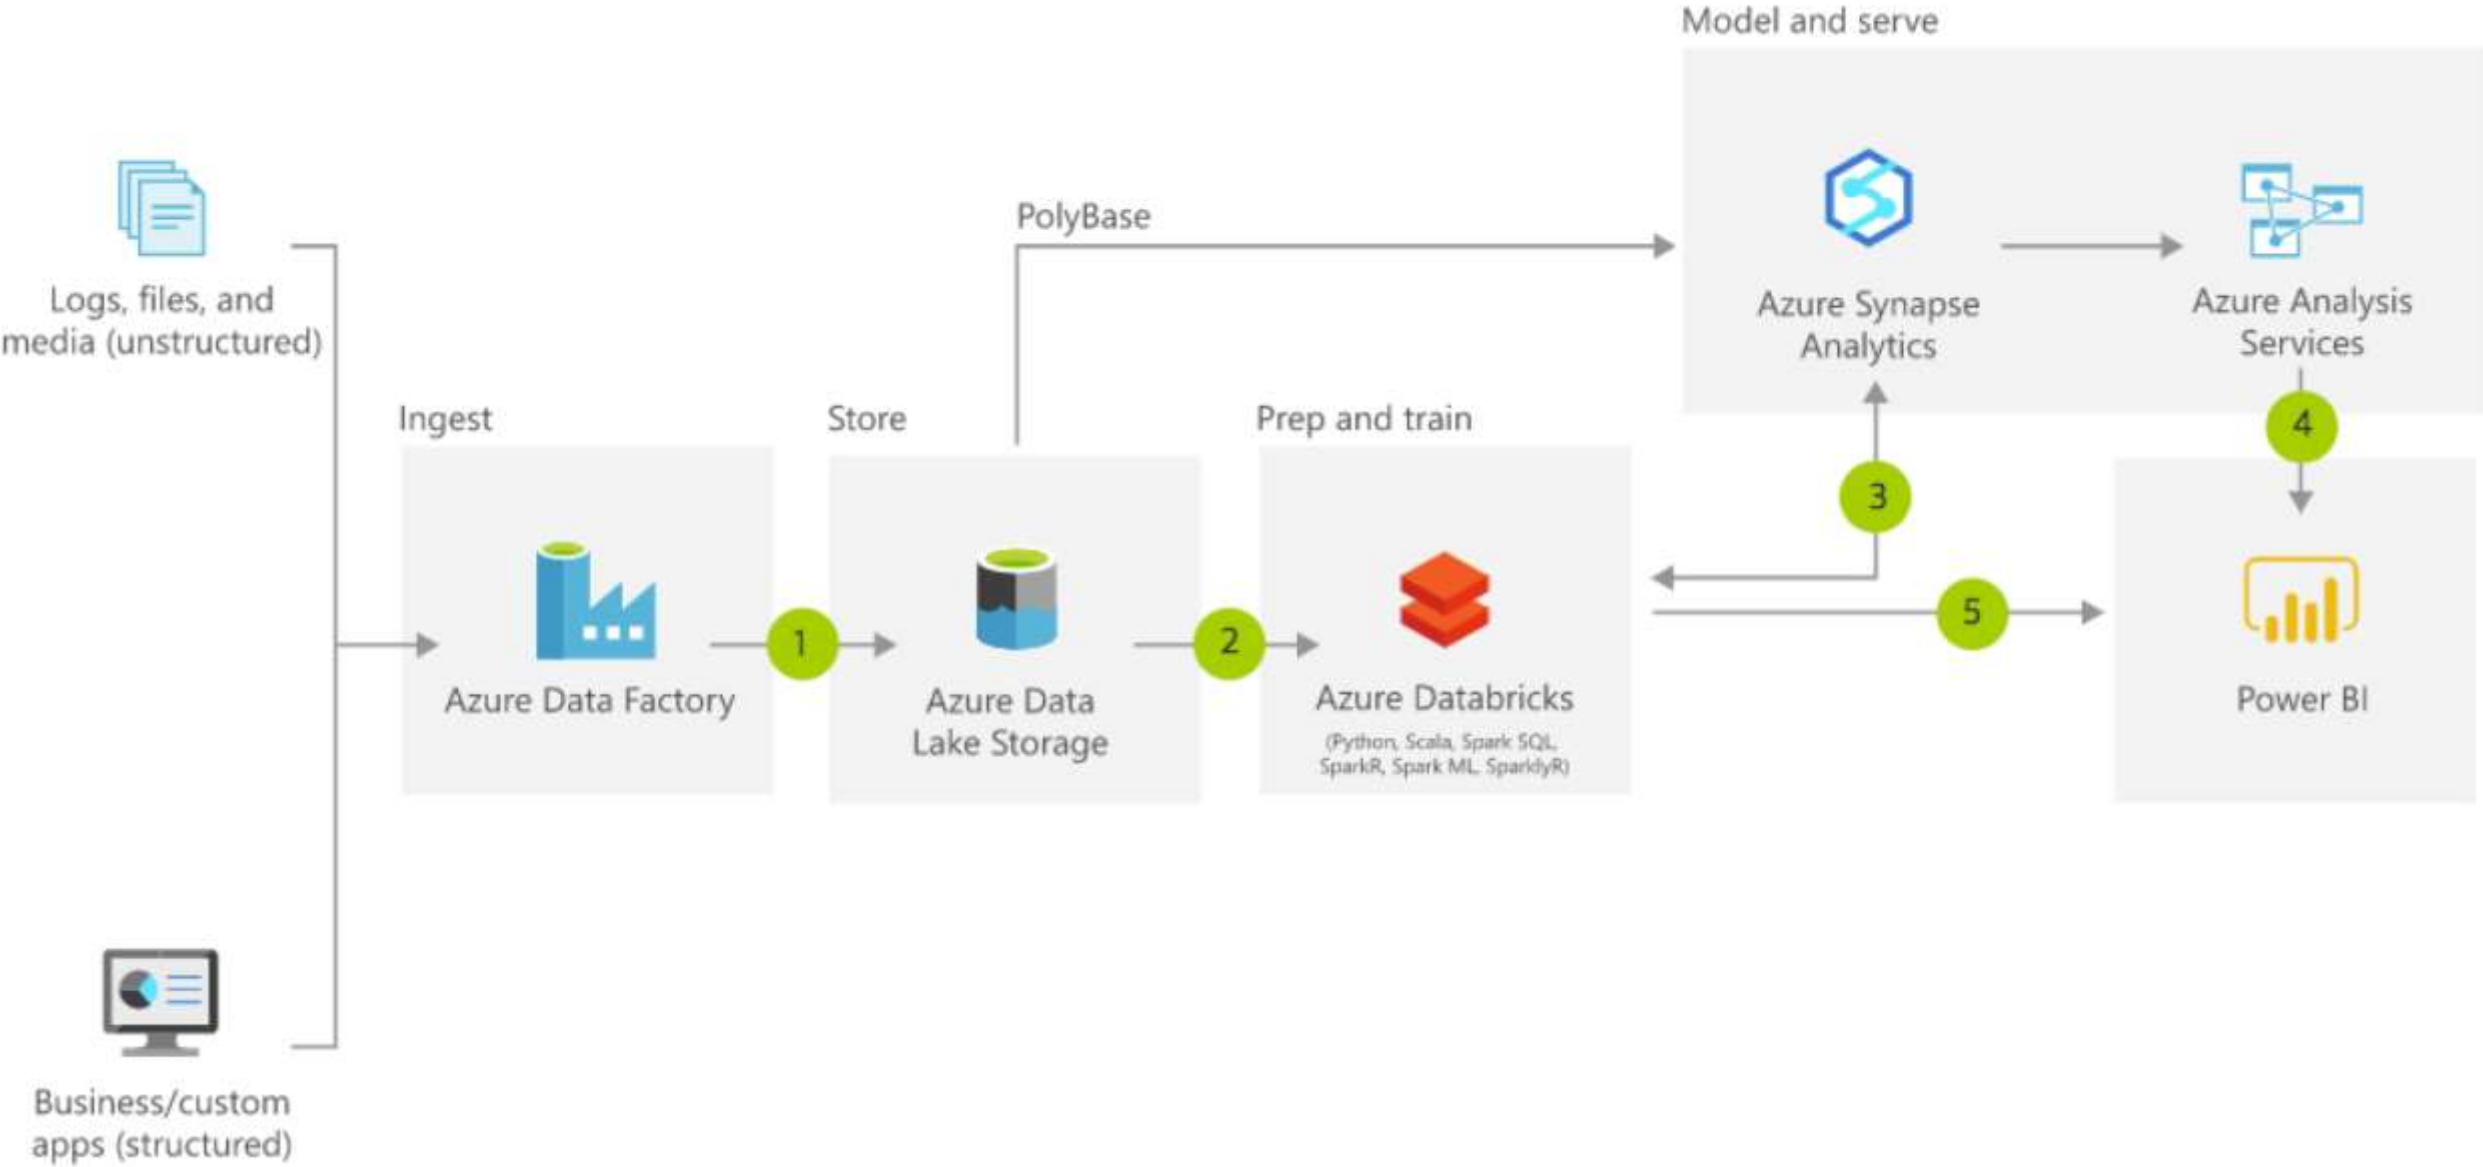 Model and serve
PolyBase
Logs, files, and
media (unstructured)
Azure Synapse
Analytics
Azure Analysis
Services
Ingest
Store
Prep and train
4
3
5
1
2
Azure Data Factory
Azure Data
Lake Storage
Azure Databricks
(Python, Scala, Spark SQL,
SparkR, Spark ML, SparklyR)
Power BI
Business/custom
apps (structured)